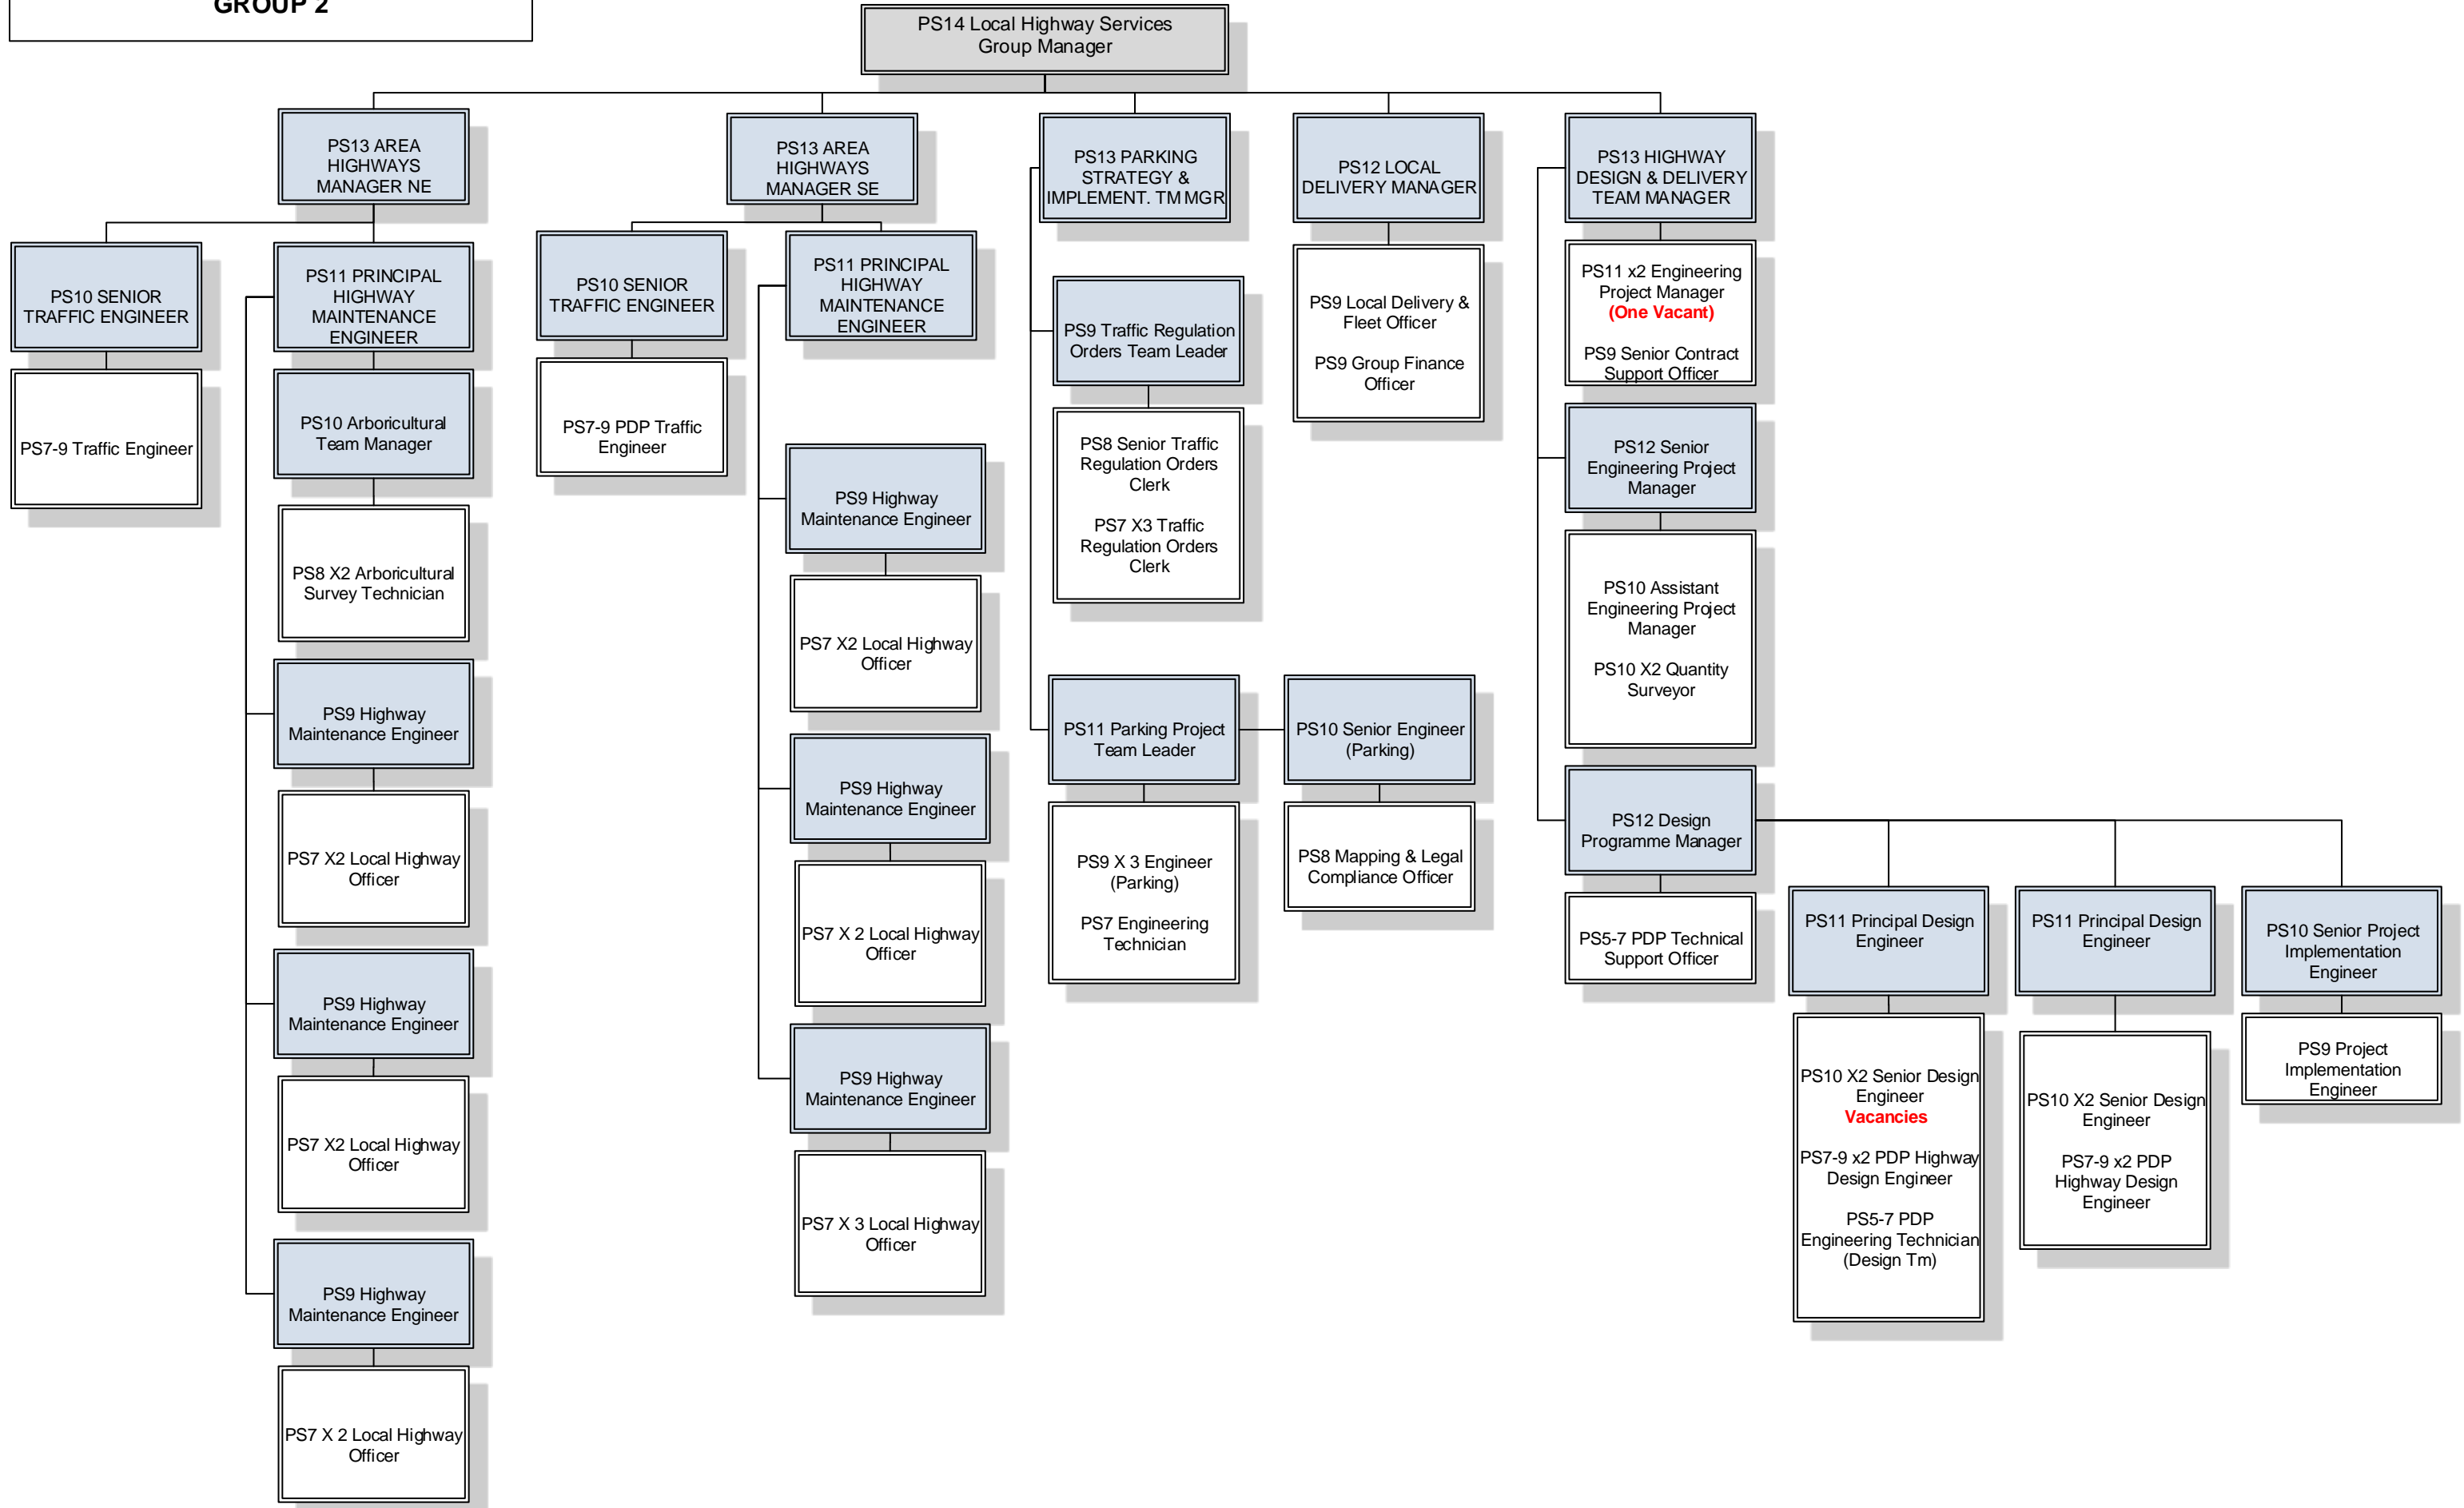 GROUP 2
PS14 Local Highway Services
Group Manager
PS13 AREA
HIGHWAYS
MANAGER NE
PS10 SENIOR
TRAFFIC ENGINEER
PS7-9 Traffic Engineer
PS11 PRINCIPAL
HIGHWAY
MAINTENANCE
ENGINEER
PS10 Arboricultural
Team Manager
PS8 X2 Arboricultural
Survey Technician
PS9 Highway
Maintenance Engineer
PS7 X2 Local Highway
Officer
PS9 Highway
Maintenance Engineer
PS7 X2 Local Highway
Officer
PS9 Highway
Maintenance Engineer
PS7 X 2 Local Highway
Officer
PS13 AREA
HIGHWAYS
MANAGER SE
PS10 SENIOR
TRAFFIC ENGINEER
PS7-9 PDP Traffic
Engineer
PS11 PRINCIPAL
HIGHWAY
MAINTENANCE
ENGINEER
PS9 Highway
Maintenance Engineer
PS7 X2 Local Highway
Officer
PS9 Highway
Maintenance Engineer
PS7 X 2 Local Highway
Officer
PS9 Highway
Maintenance Engineer
PS7 X 3 Local Highway
Officer
PS13 PARKING
STRATEGY &
IMPLEMENT. TM MGR
PS9 Traffic Regulation
Orders Team Leader
PS8 Senior Traffic
Regulation Orders
Clerk
PS7 X3 Traffic
Regulation Orders
Clerk
PS11 Parking Project
Team Leader
PS9 X 3 Engineer
(Parking)
PS7 Engineering
Technician
PS10 Senior Engineer
(Parking)
PS8 Mapping & Legal
Compliance Officer
PS12 LOCAL
DELIVERY MANAGER
PS9 Local Delivery &
Fleet Officer
PS9 Group Finance
Officer
PS13 HIGHWAY
DESIGN & DELIVERY
TEAM MANAGER
PS11 x2 Engineering
Project Manager
(One Vacant)
PS9 Senior Contract
Support Officer
PS12 Senior
Engineering Project
Manager
PS10 Assistant
Engineering Project
Manager
PS10 X2 Quantity
Surveyor
PS12 Design
Programme Manager
PS5-7 PDP Technical
Support Officer
PS11 Principal Design
Engineer
PS10 X2 Senior Design
Engineer
Vacancies
PS7-9 x2 PDP Highway
Design Engineer
PS5-7 PDP
Engineering Technician
(Design Tm)
PS11 Principal Design
Engineer
PS10 X2 Senior Design
Engineer
PS7-9 x2 PDP
Highway Design
Engineer
PS10 Senior Project
Implementation
Engineer
PS9 Project
Implementation
Engineer